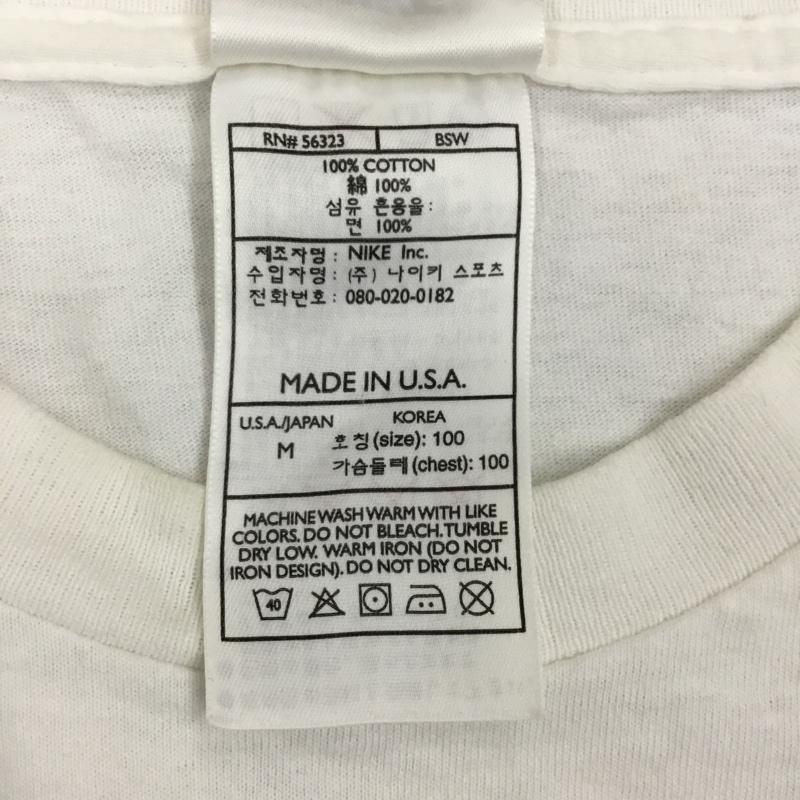 RN# 56323 BSW
100% COTTON
綿 100%
섬유 혼용율:
면 100%
제조자명: NIKE Inc.
수입자명: (주) 나이키 스포츠
전화번호: 080-020-0182
MADE IN U.S.A.
U.S.A./JAPAN KOREA
M 호칭(size): 100
가슴둘레(chest): 100
MACHINE WASH WARM WITH LIKE
COLORS. DO NOT BLEACH. TUMBLE
DRY LOW. WARM IRON (DO NOT
IRON DESIGN). DO NOT DRY CLEAN.
40